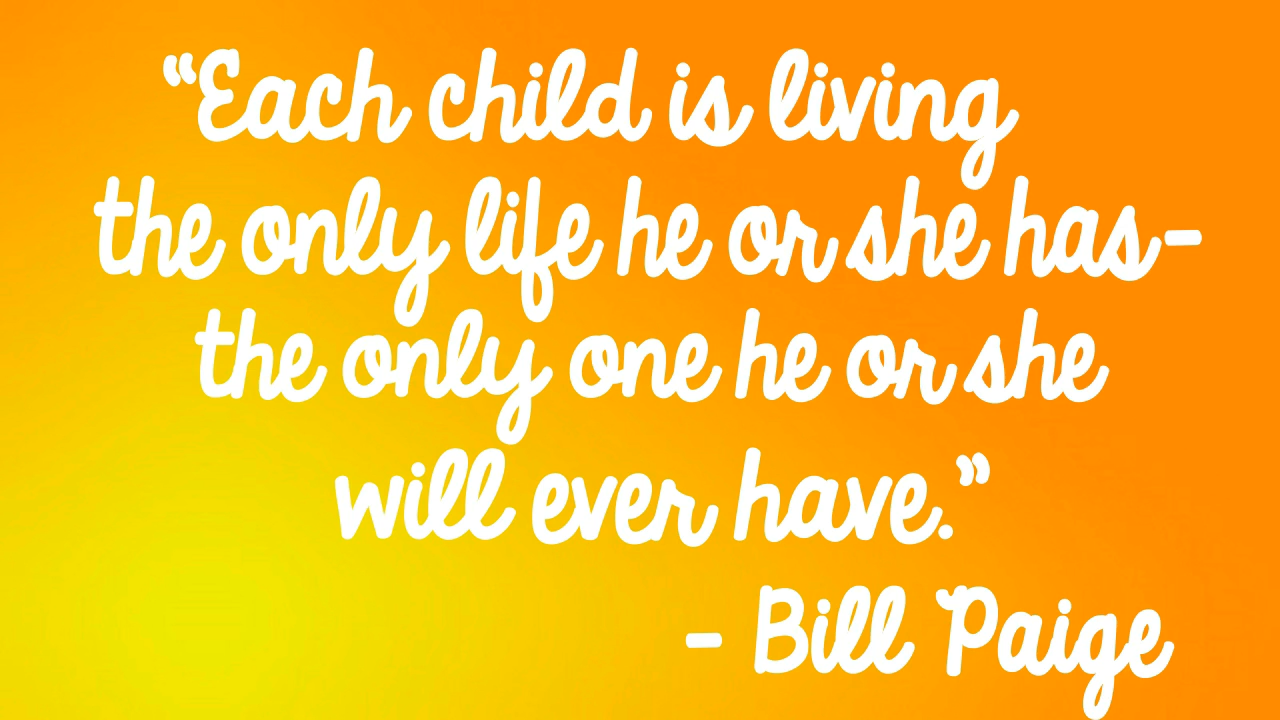 “Each child is living
the only life he or she has-
the only one he or she
will ever have.”
- Bill Paige